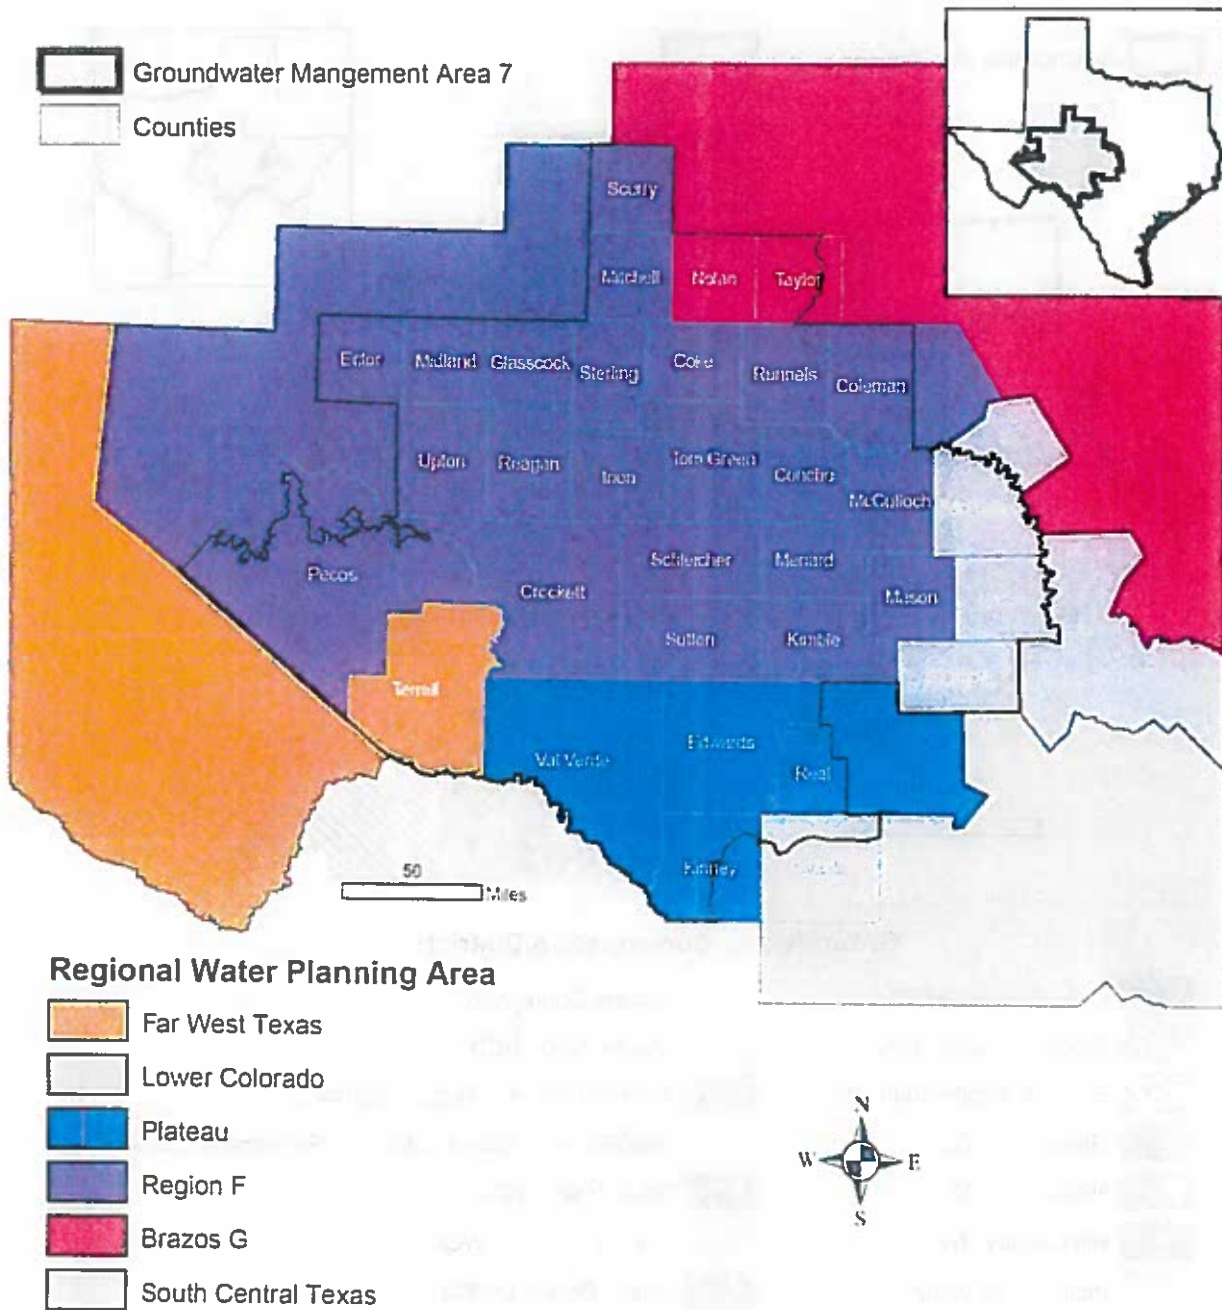 Groundwater Mangement Area 7
Counties
Scurry
Mitchell
Nolan
Taylor
Ector
Midland
Glasscock
Sterling
Coke
Runnels
Coleman
Upton
Reagan
Irion
Tom Green
Concho
McCulloch
Pecos
Crockett
Schleicher
Menard
Mason
Sutton
Kimble
Terrell
Val Verde
Edwards
Real
Kinney
50
Miles
Regional Water Planning Area
Far West Texas
Lower Colorado
Plateau
Region F
Brazos G
South Central Texas
N
W
E
S